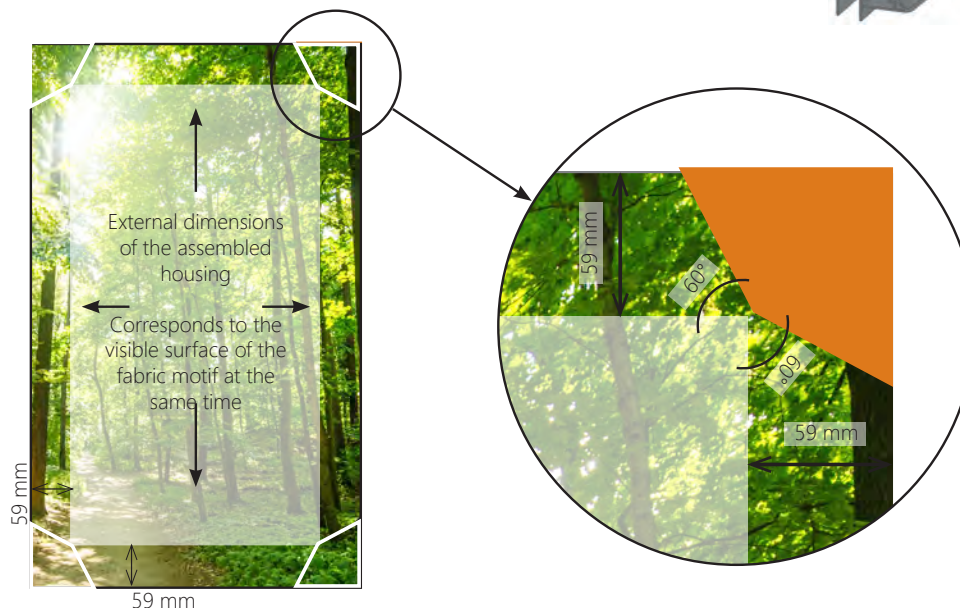 External dimensions
of the assembled
housing
Corresponds to the
visible surface of the
fabric motif at the
same time
59 mm
59 mm
59 mm
60°
60°
59 mm